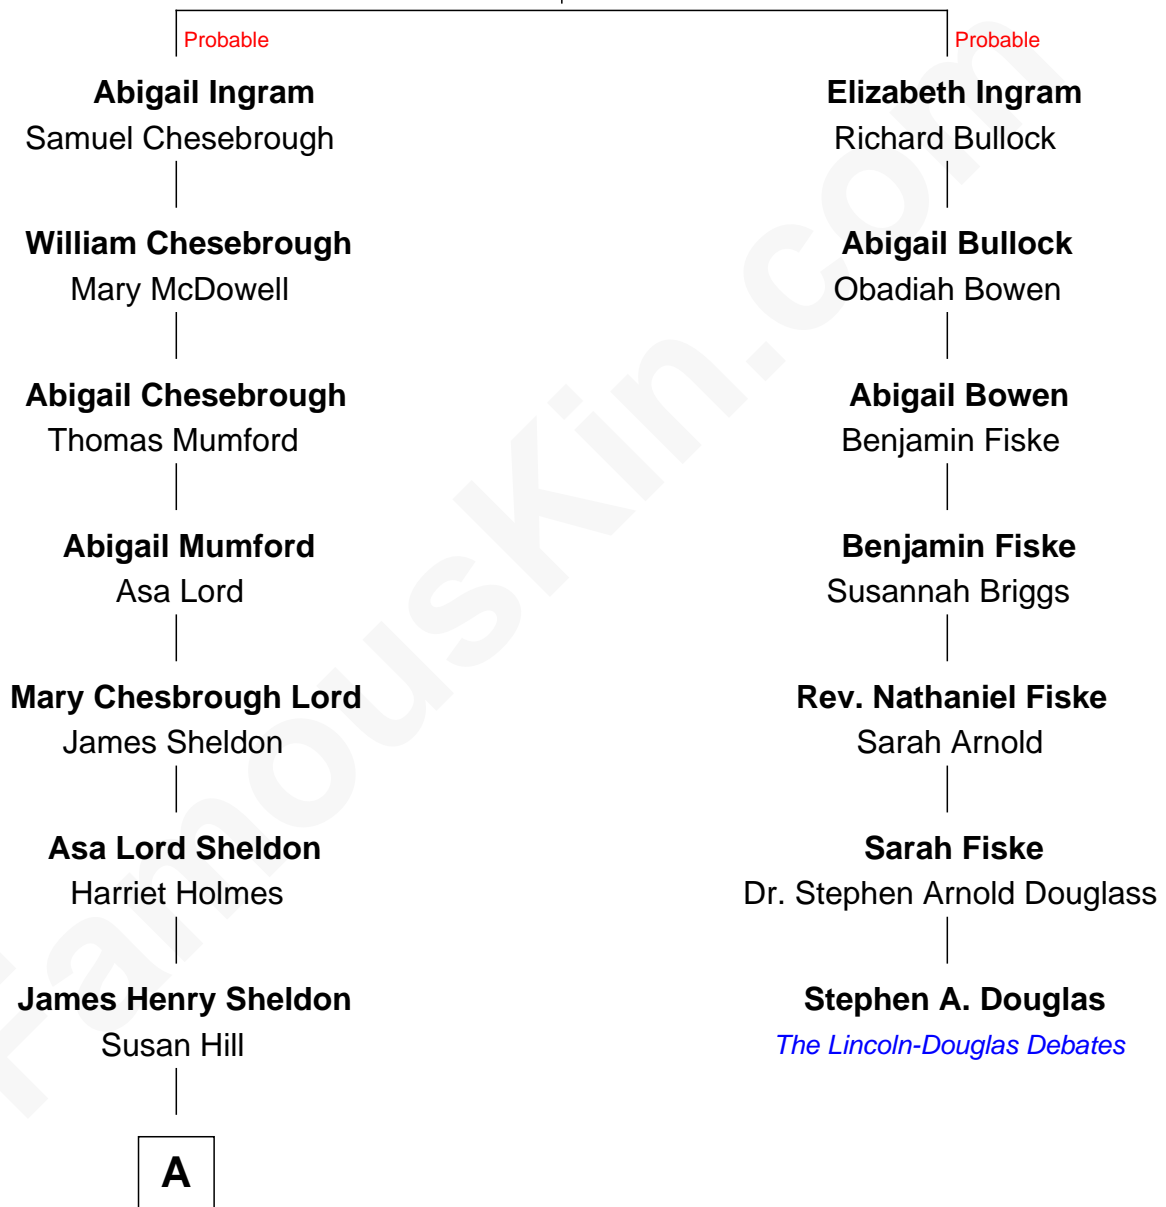 Probable
Probable
Abigail Ingram
Samuel Chesebrough
Elizabeth Ingram
Richard Bullock
William Chesebrough
Mary McDowell
Abigail Bullock
Obadiah Bowen
Abigail Chesebrough
Thomas Mumford
Abigail Bowen
Benjamin Fiske
Abigail Mumford
Asa Lord
Benjamin Fiske
Susannah Briggs
Mary Chesbrough Lord
James Sheldon
Rev. Nathaniel Fiske
Sarah Arnold
Asa Lord Sheldon
Harriet Holmes
Sarah Fiske
Dr. Stephen Arnold Douglass
James Henry Sheldon
Susan Hill
Stephen A. Douglas
The Lincoln-Douglas Debates
A
FamousKin.com